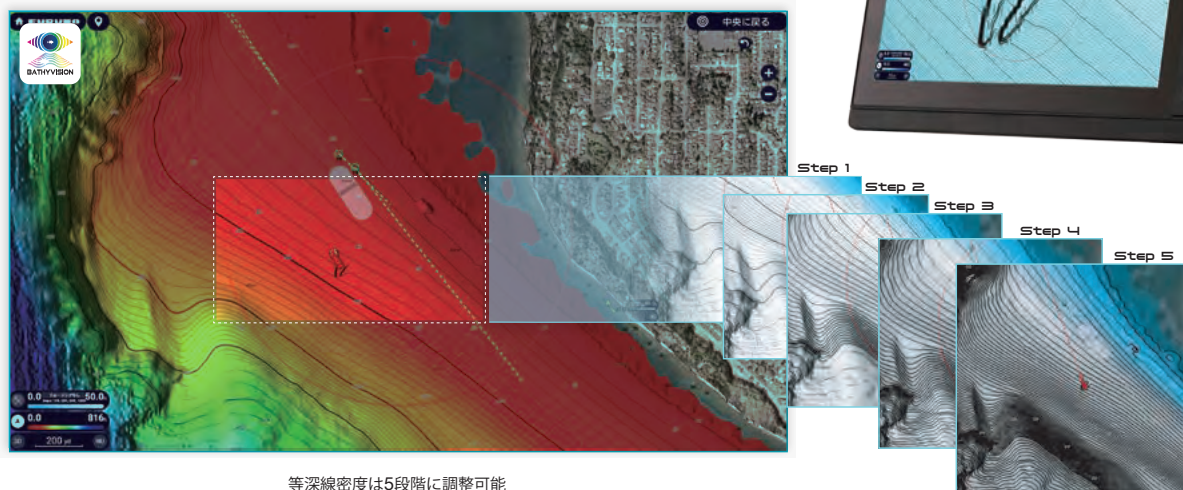 FURUNO
中央に戻る
BATHYVISION
Step 1
Step 2
Step 3
Step 4
Step 5
0.0
50.0
0.0
816
200 yd
等深線密度は5段階に調整可能